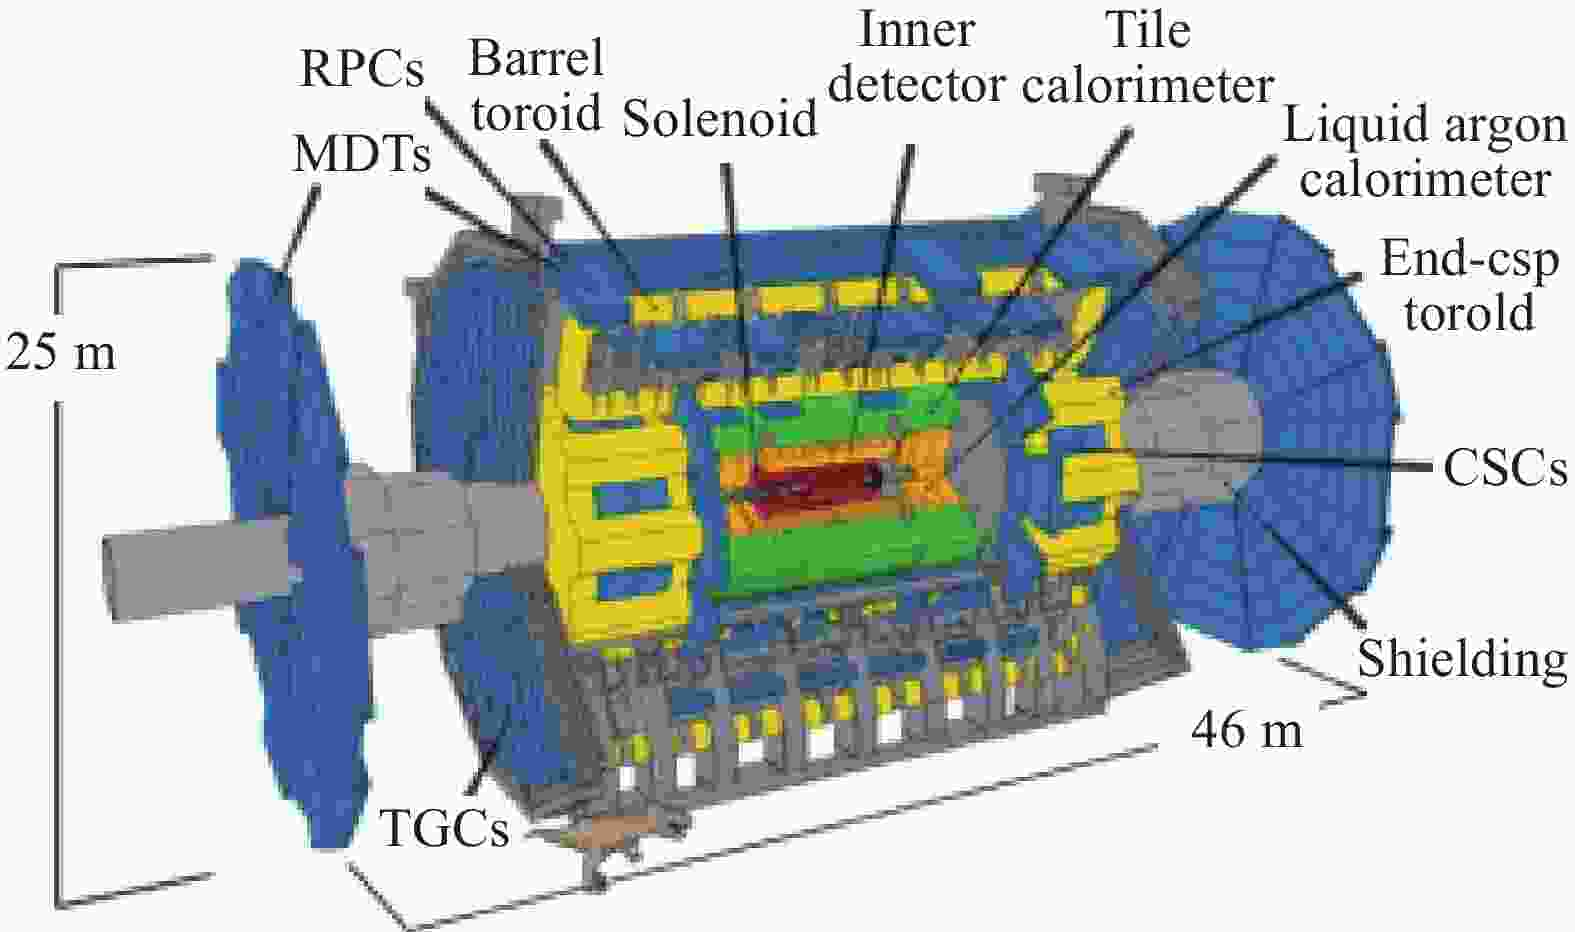 RPCs
Barrel
toroid
MDTs
Solenoid
Inner
detector
Tile
calorimeter
Liquid argon
calorimeter
End-csp
torold
25 m
CSCs
Shielding
46 m
TGCs